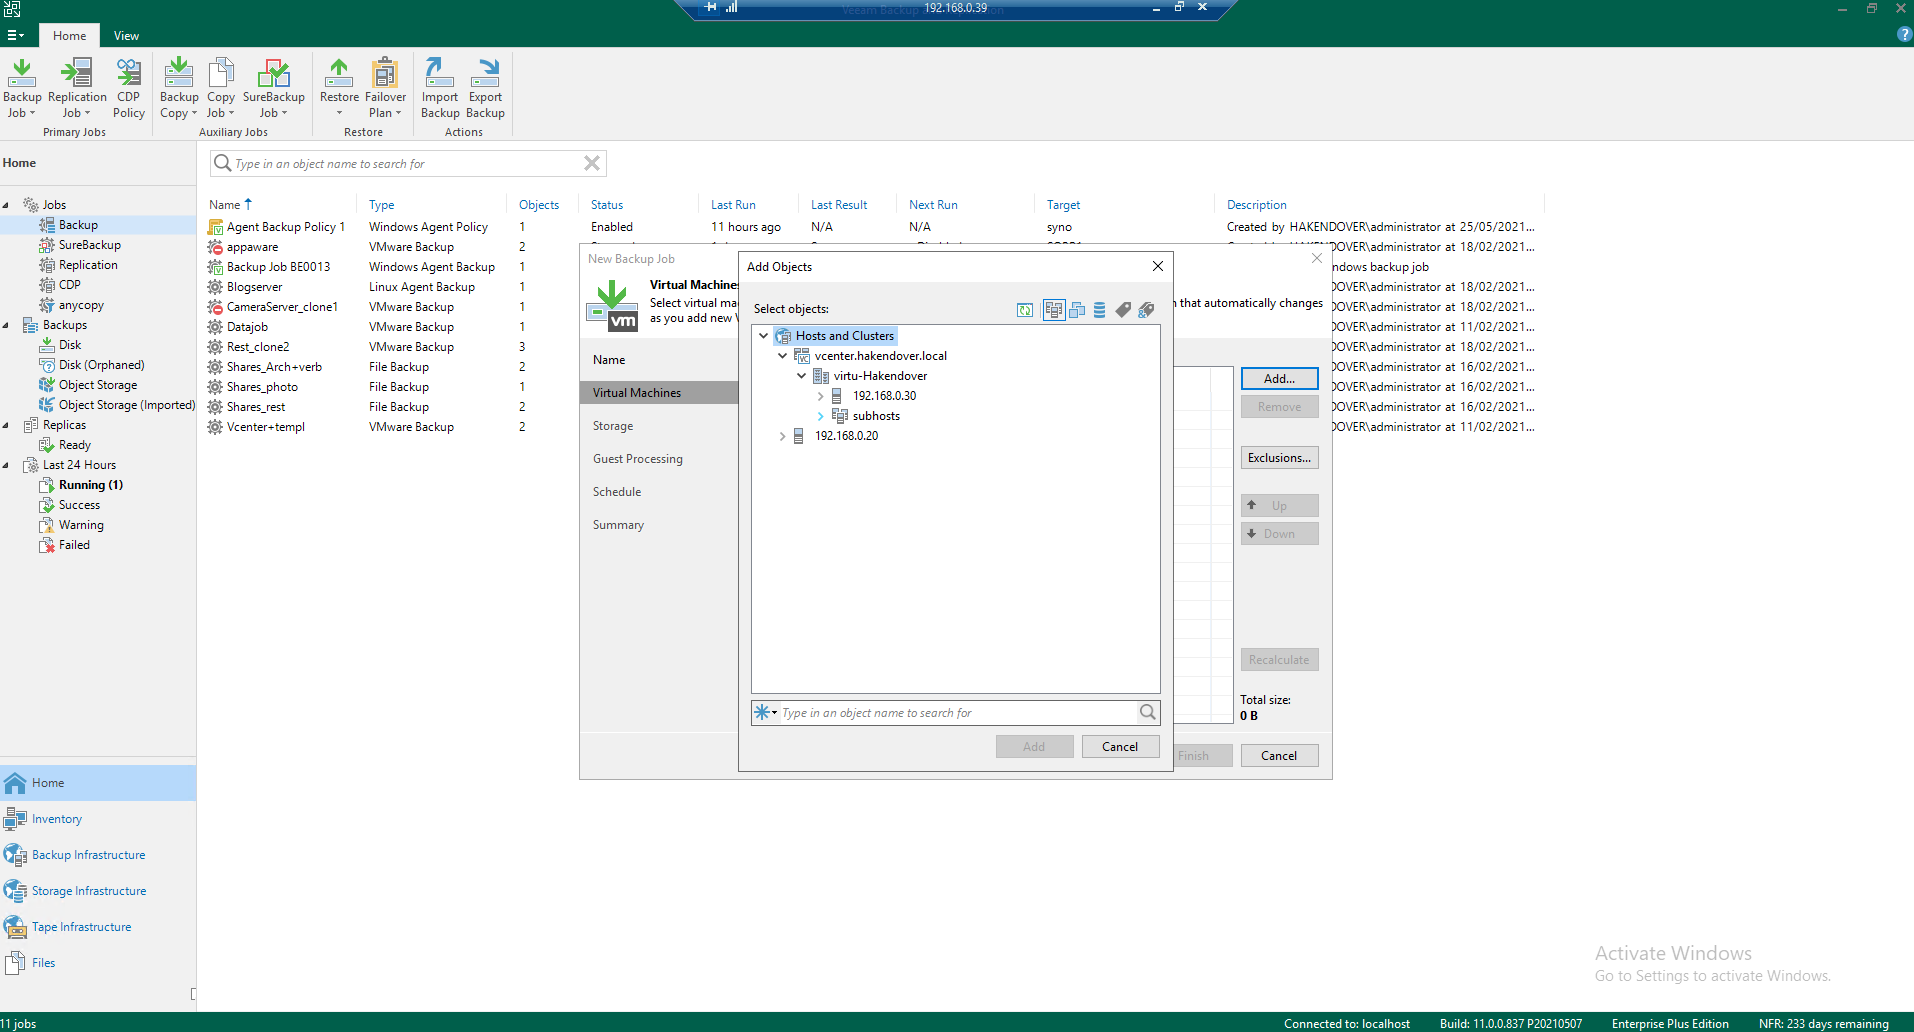 192.168.0.39
Home
View
Backup Job
Replication Job
CDP Policy
Backup Copy
Copy Job
SureBackup Job
Restore
Failover Plan
Import Backup
Export Backup
Primary Jobs
Auxiliary Jobs
Restore
Actions
Home
Jobs
Backup
SureBackup
Replication
CDP
anycopy
Backups
Disk
Disk (Orphaned)
Object Storage
Object Storage (Imported)
Replicas
Ready
Last 24 Hours
Running (1)
Success
Warning
Failed
Home
Inventory
Backup Infrastructure
Storage Infrastructure
Tape Infrastructure
Files
Type in an object name to search for
Name Type Objects Status Last Run Last Result Next Run Target Description
Agent Backup Policy 1 Windows Agent Policy 1 Enabled 11 hours ago N/A N/A syno Created by HAKENDOVER\administrator at 25/05/2021...
appaware VMware Backup 2 DOVER\administrator at 18/02/2021...
Backup Job BE0013 Windows Agent Backup 1 ndows backup job
Blogserver Linux Agent Backup 1 DOVER\administrator at 18/02/2021...
CameraServer_clone1 VMware Backup 1 DOVER\administrator at 18/02/2021...
Datajob VMware Backup 1 DOVER\administrator at 11/02/2021...
Rest_clone2 VMware Backup 3 DOVER\administrator at 18/02/2021...
Shares_Arch+verb File Backup 2 DOVER\administrator at 16/02/2021...
Shares_photo File Backup 1 DOVER\administrator at 16/02/2021...
Shares_rest File Backup 2 DOVER\administrator at 16/02/2021...
Vcenter+templ VMware Backup 2 DOVER\administrator at 11/02/2021...
New Backup Job
Virtual Machines
Select virtual ma n that automatically changes
as you add new
Name
Virtual Machines
Storage
Guest Processing
Schedule
Summary
Add...
Remove
Exclusions...
Up
Down
Recalculate
Total size:
0 B
Finish
Cancel
Add Objects
Select objects:
Hosts and Clusters
vcenter.hakendover.local
virtu-Hakendover
192.168.0.30
subhosts
192.168.0.20
Type in an object name to search for
Add
Cancel
Activate Windows
Go to Settings to activate Windows.
11 jobs
Connected to: localhost
Build: 11.0.0.837 P20210507
Enterprise Plus Edition
NFR: 233 days remaining